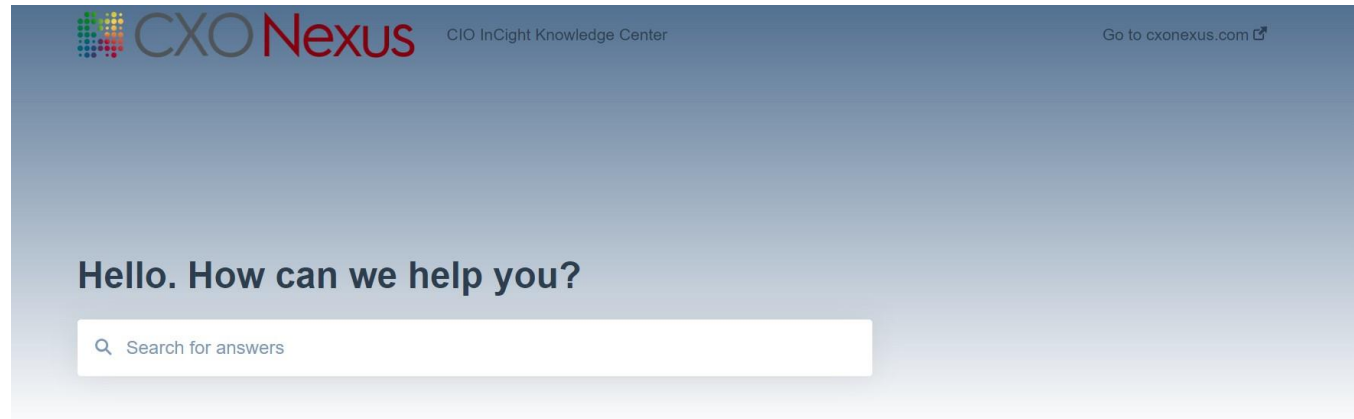 CXO Nexus CIO InCight Knowledge Center Go to cxonexus.com
Hello. How can we help you?
Search for answers